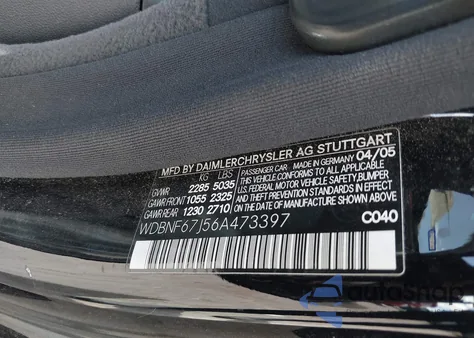 MFD BY DAIMLERCHRYSLER AG STUTTGART
PASSENGER CAR MADE IN GERMANY 04/05
KG LBS
GVWR 2285 5035
GAWR FRONT 1055 2325
GAWR REAR 1230 2710
THIS VEHICLE CONFORMS TO ALL APPLICABLE
FEDERAL MOTOR VEHICLE SAFETY, BUMPER
AND THEFT PREVENTION STANDARDS IN EFFECT
ON THE DATE OF MANUFACTURE SHOWN ABOVE.
WDBNF67J56A473397
C040
autosnap